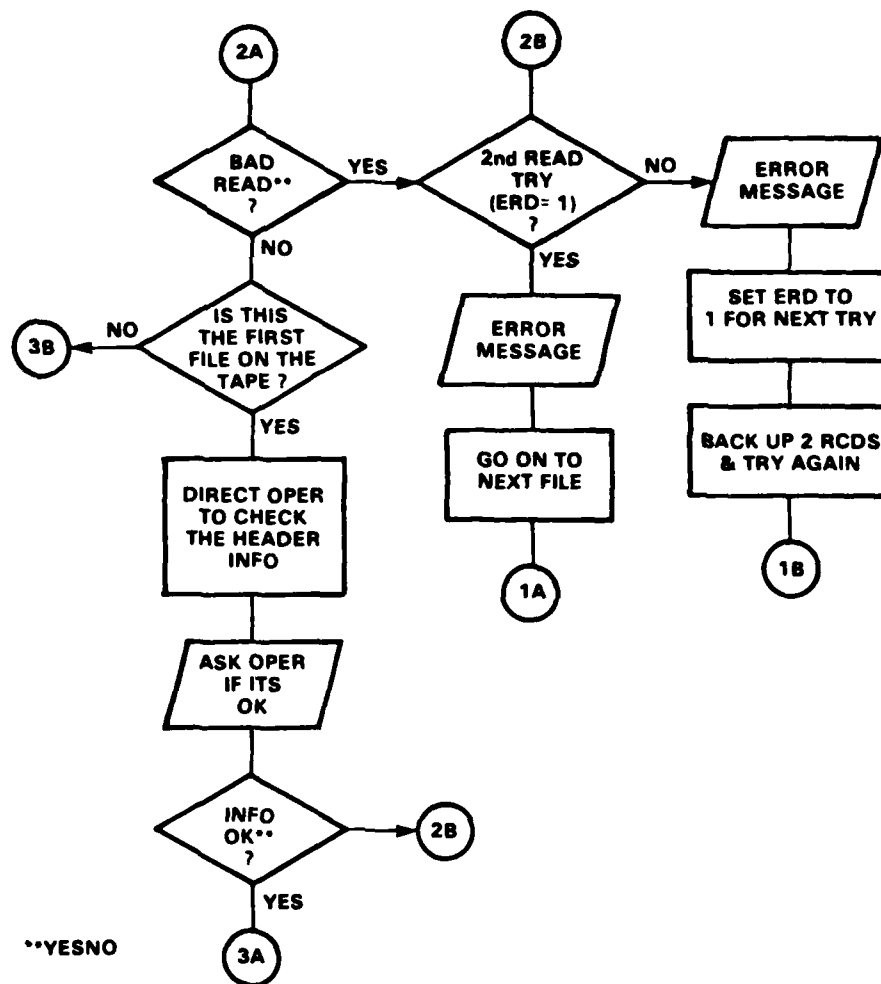 2A
BAD
READ**
?
YES
NO
IS THIS
THE FIRST
FILE ON THE
TAPE ?
NO
3B
YES
DIRECT OPER
TO CHECK
THE HEADER
INFO
ASK OPER
IF ITS
OK
INFO
OK**
?
2B
YES
3A
**YESNO
2B
2nd READ
TRY
(ERD= 1)
?
NO
YES
ERROR
MESSAGE
GO ON TO
NEXT FILE
1A
ERROR
MESSAGE
SET ERD TO
1 FOR NEXT TRY
BACK UP 2 RCDS
& TRY AGAIN
1B